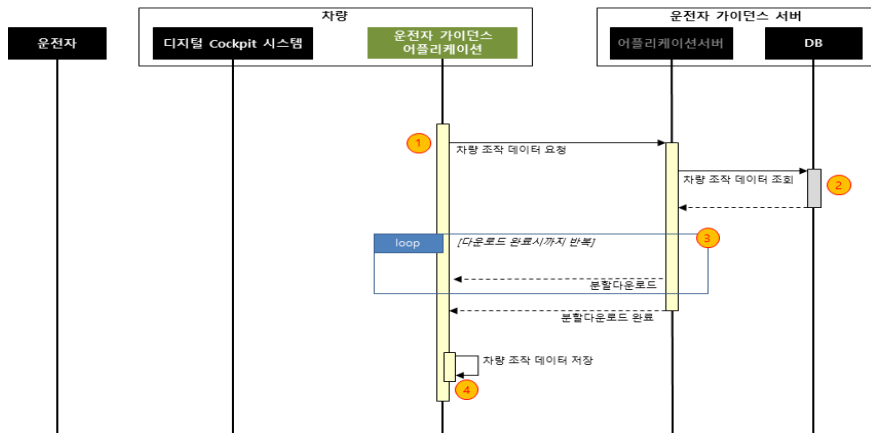 차량
운전자 가이던스 서버
운전자
디지털 Cockpit 시스템
운전자 가이던스
어플리케이션
어플리케이션서버
DB
1
차량 조작 데이터 요청
차량 조작 데이터 조회
2
loop
[다운로드 완료시까지 반복]
3
분할다운로드
분할다운로드 완료
차량 조작 데이터 저장
4